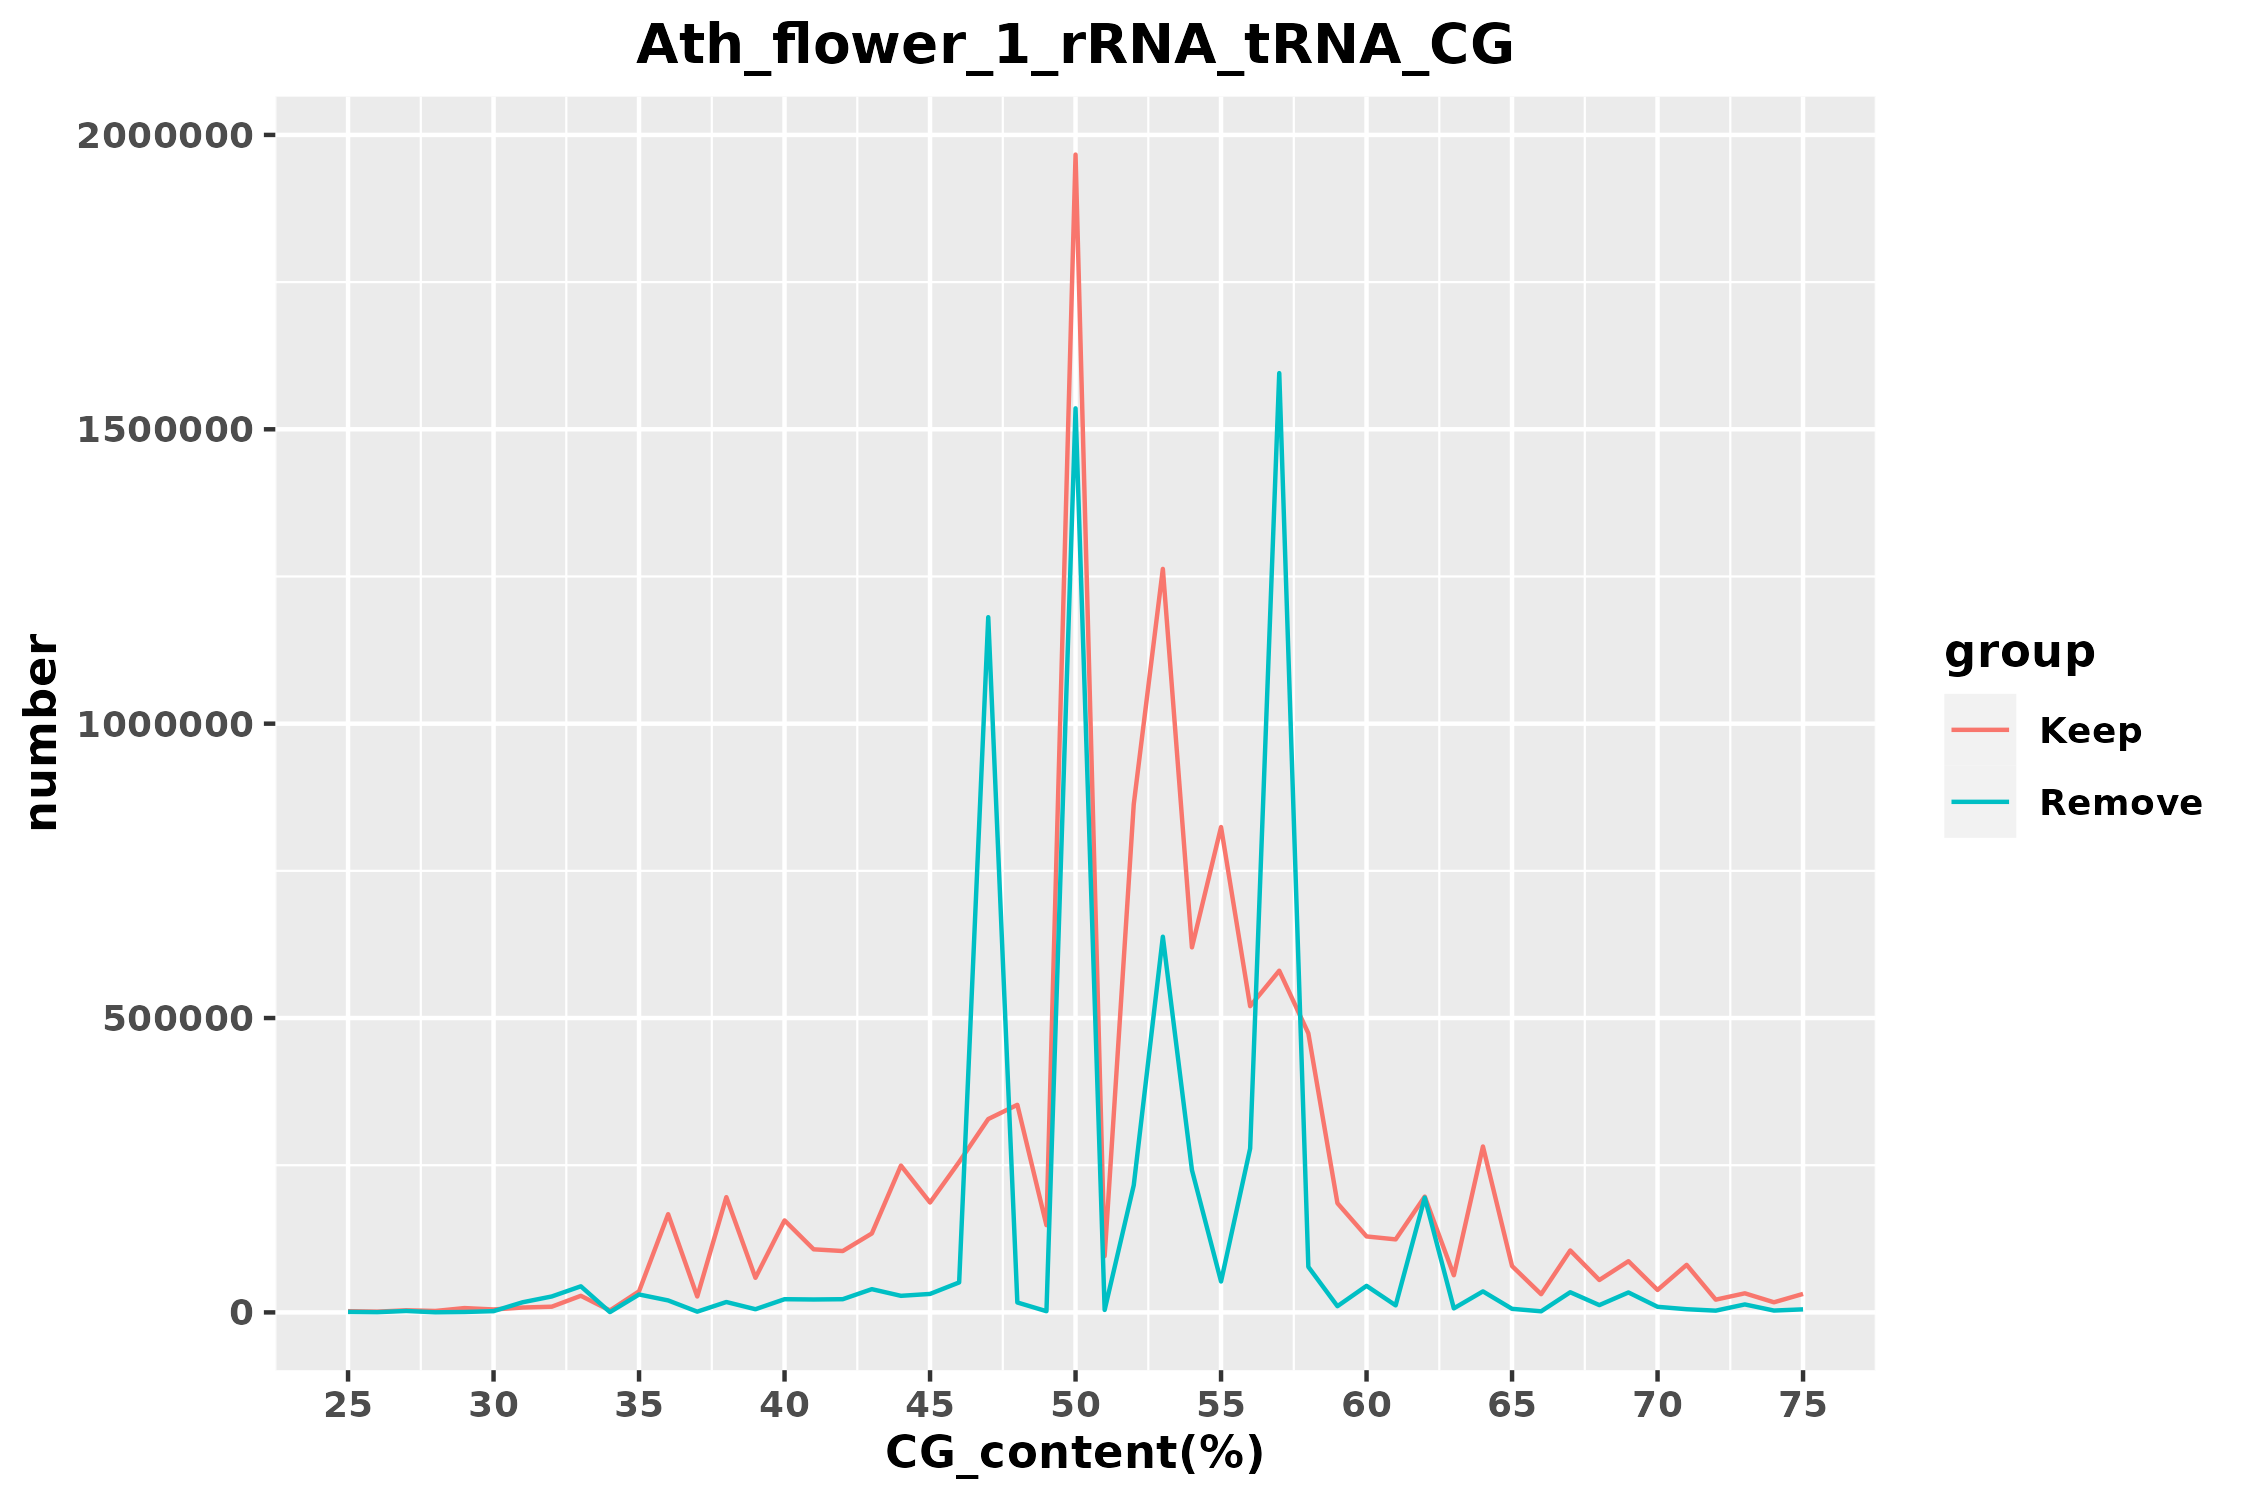 Ath_flower_1_rRNA_tRNA_CG
number
2000000
1500000
1000000
500000
0
25 30 35 40 45 50 55 60 65 70 75
CG_content(%)
group
Keep
Remove